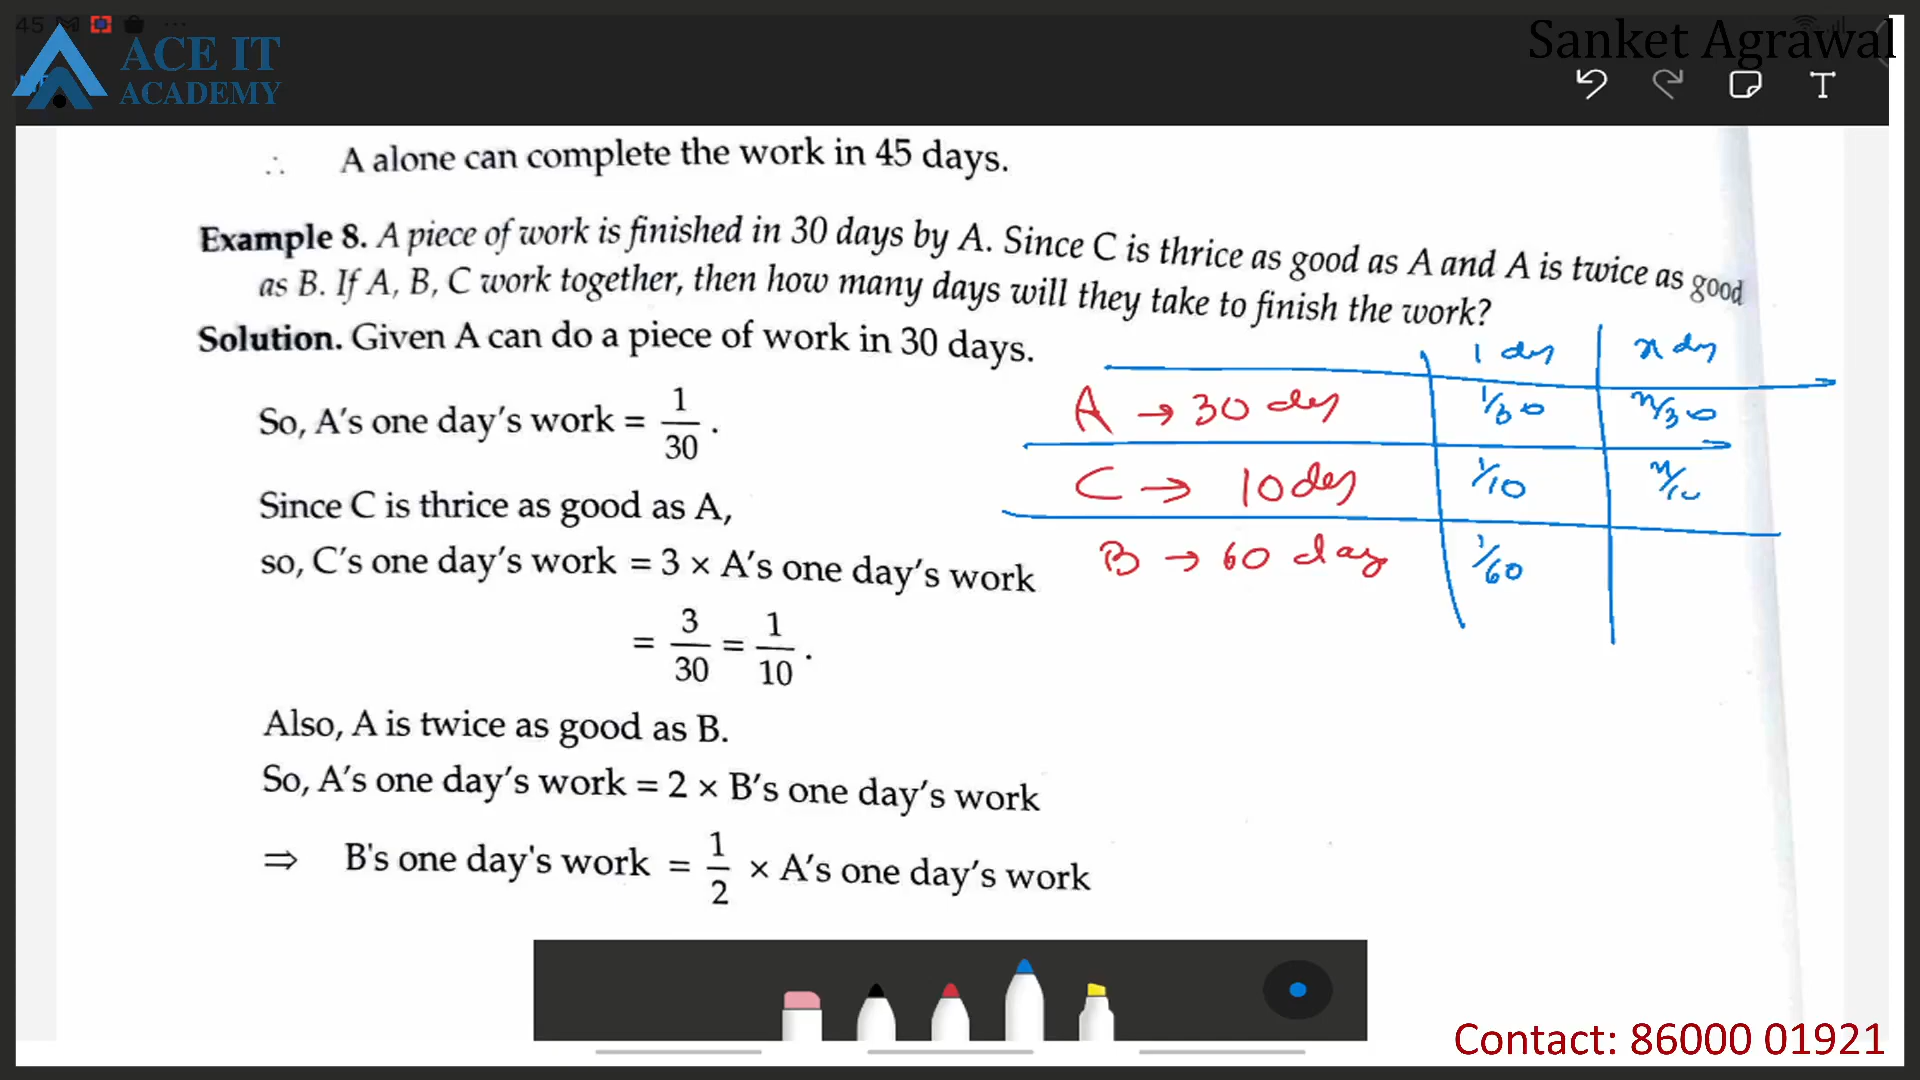 45
ACE IT
ACADEMY
Sanket Agrawal
T
∴ A alone can complete the work in 45 days.
Example 8. A piece of work is finished in 30 days by A. Since C is thrice as good as A and A is twice as good
as B. If A, B, C work together, then how many days will they take to finish the work?
Solution. Given A can do a piece of work in 30 days.
So, A's one day's work = 1/30 .
Since C is thrice as good as A,
so, C's one day's work = 3 × A's one day's work
= 3/30 = 1/10 .
Also, A is twice as good as B.
So, A's one day's work = 2 × B's one day's work
⇒ B's one day's work = 1/2 × A's one day's work
1 dy n dy
A → 30 dey 1/30 n/30
C → 10 dey 1/10 n/10
B → 60 day 1/60
Contact: 86000 01921